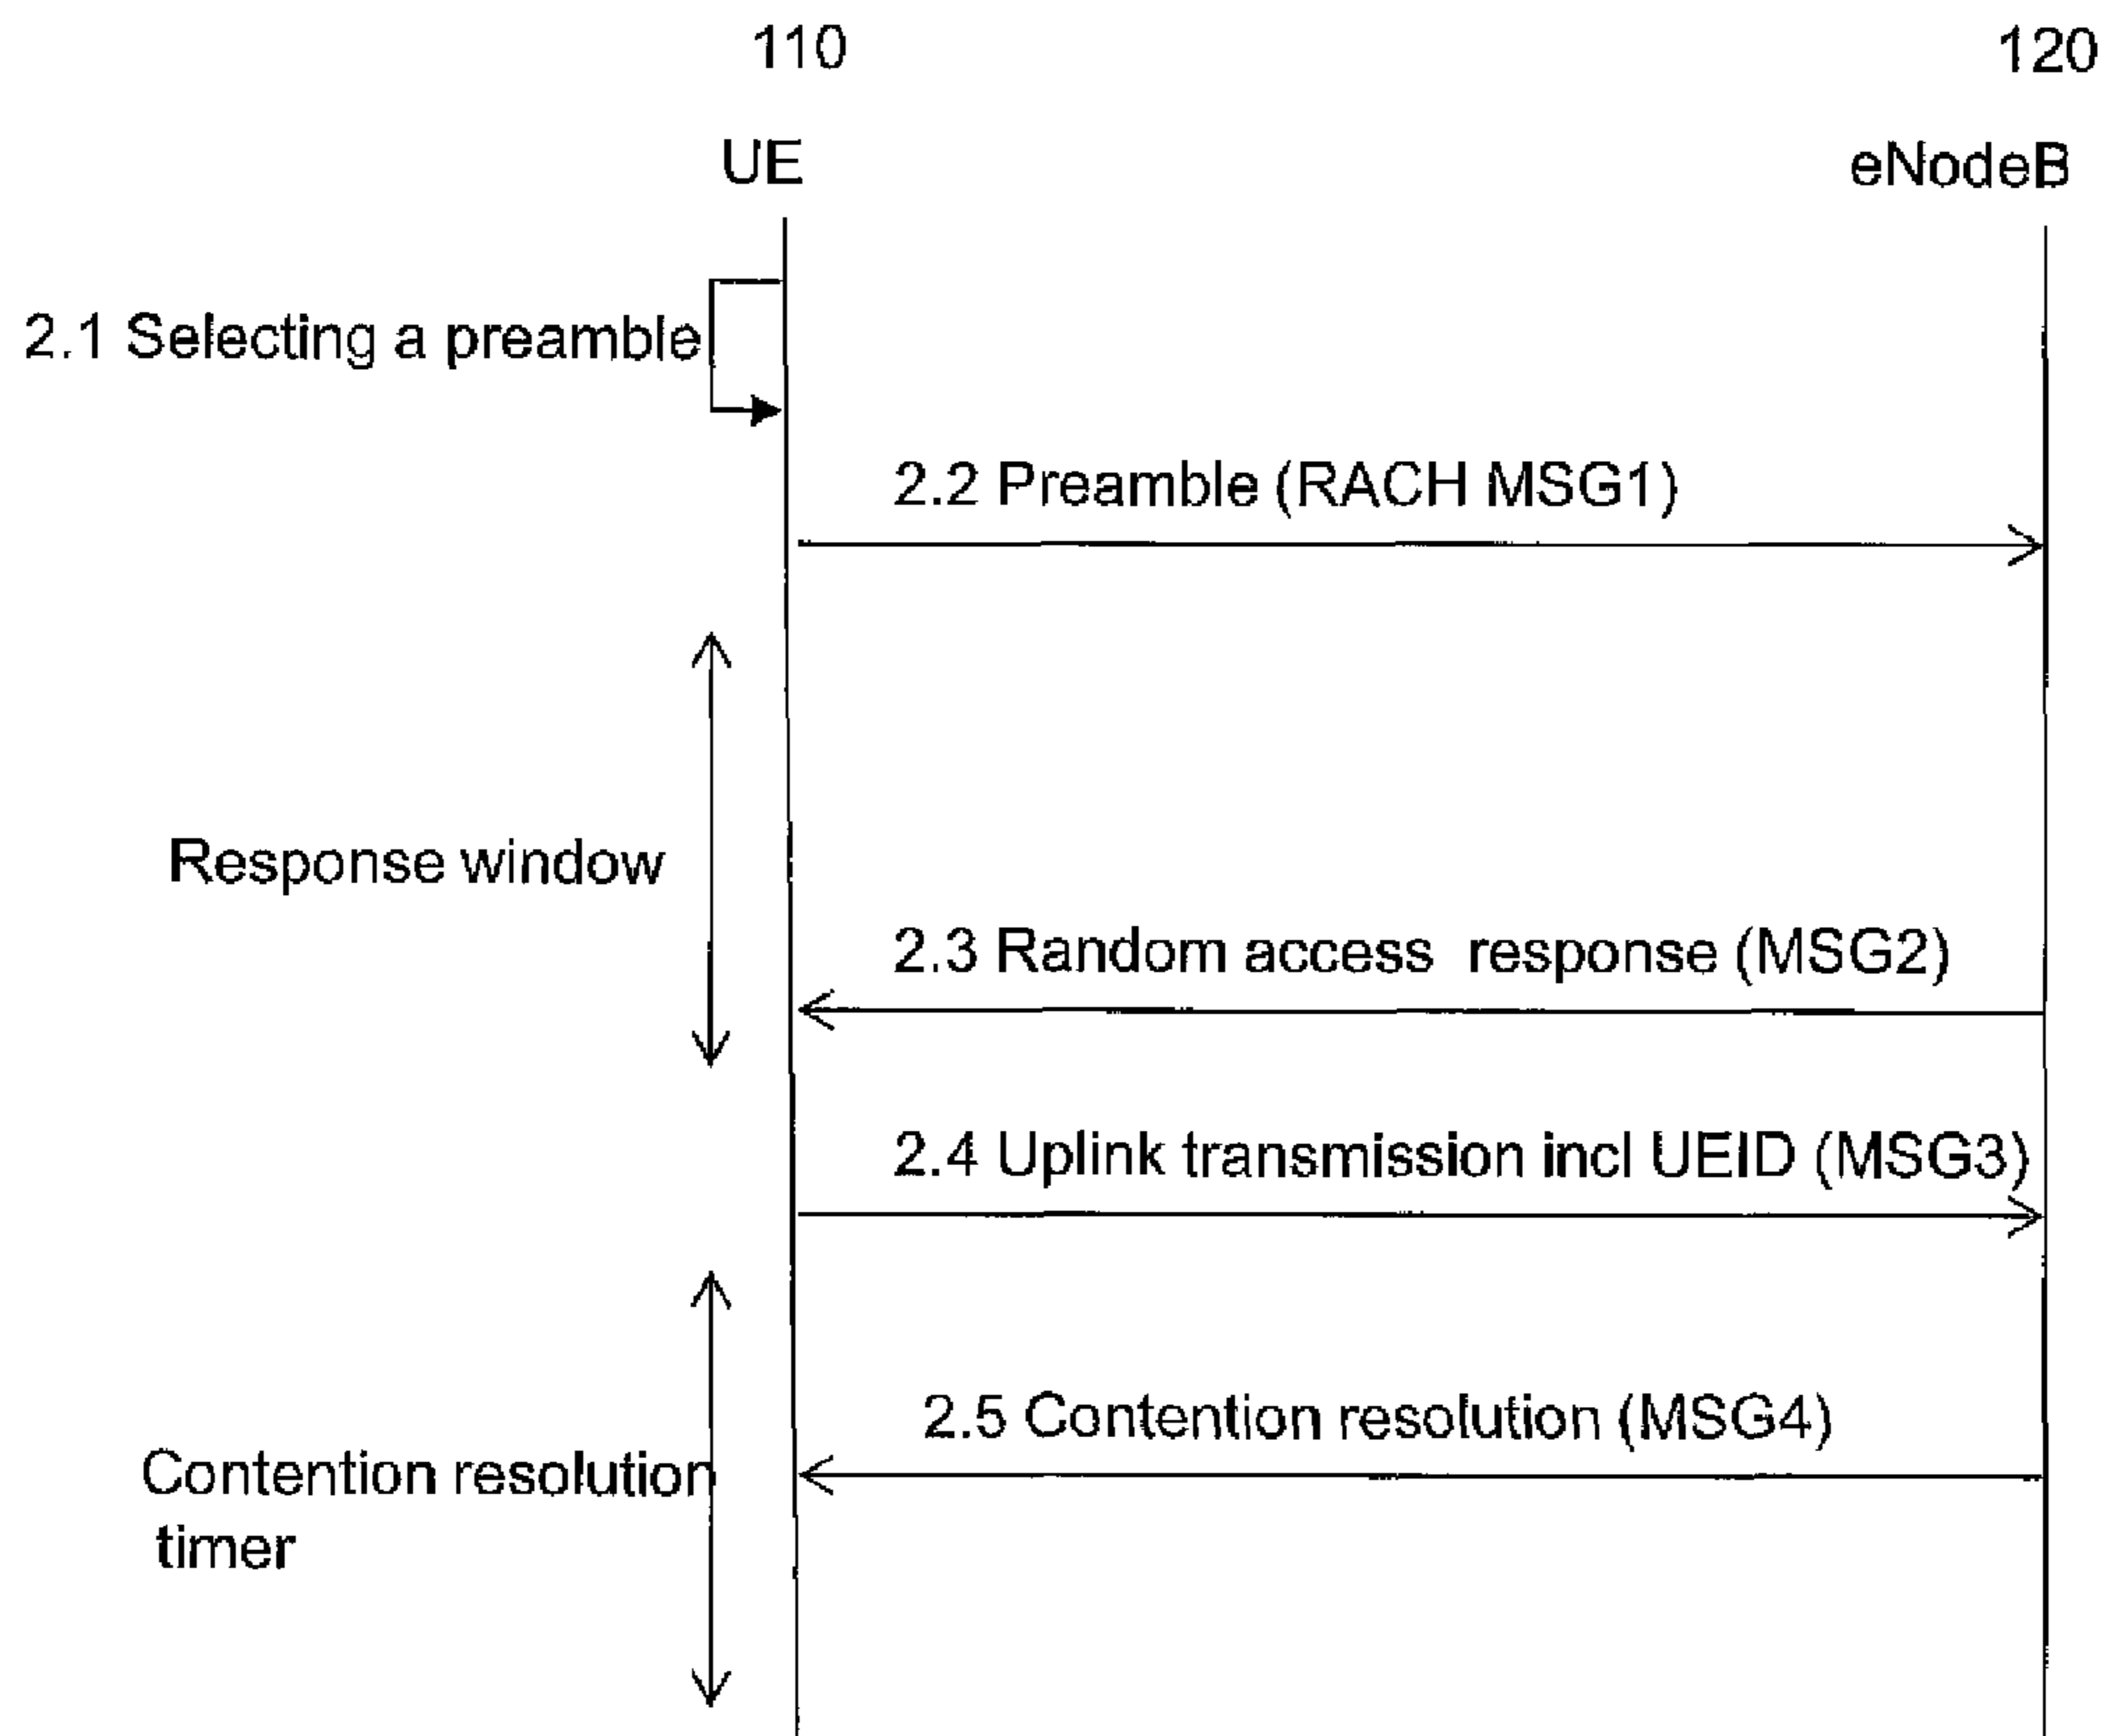 110
120
UE
eNodeB
2.1 Selecting a preamble
2.2 Preamble (RACH MSG1)
Response window
2.3 Random access response (MSG2)
2.4 Uplink transmission incl UEID (MSG3)
2.5 Contention resolution (MSG4)
Contention resolution
timer